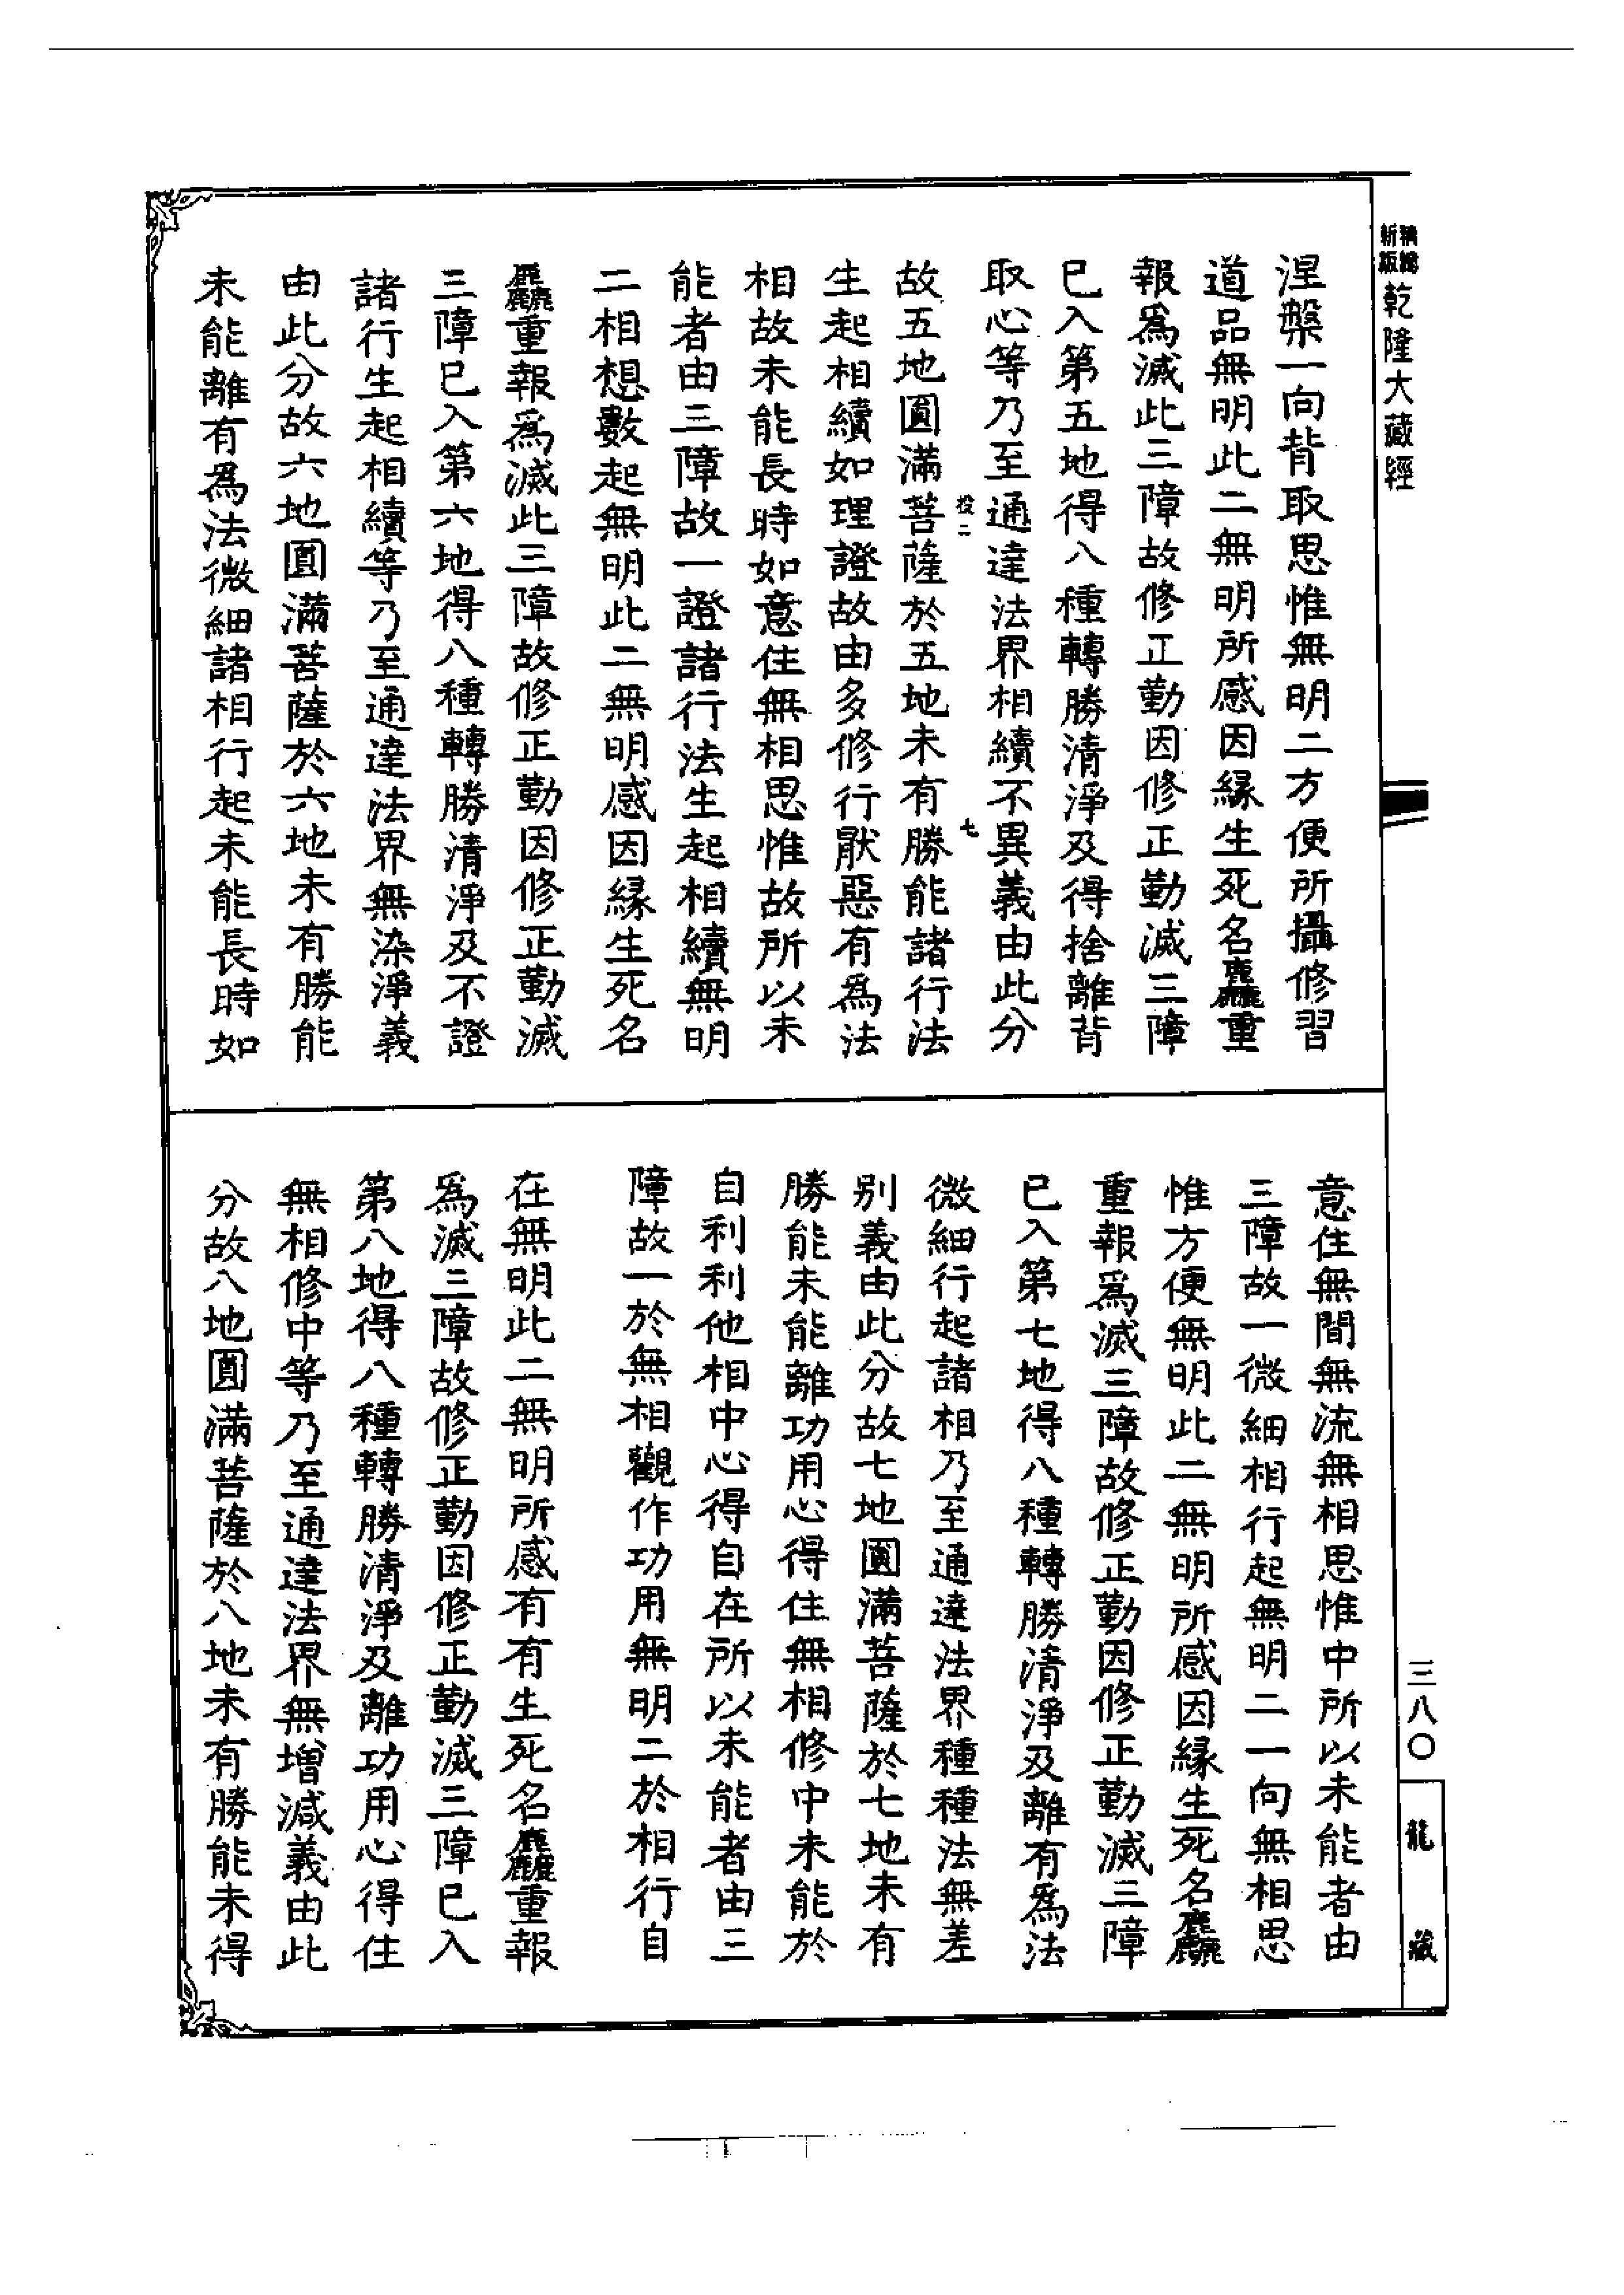 精縮
新版
乾隆大藏經
涅槃一向背取思惟無明二方便所攝修習
道品無明此二無明所感因緣生死名麤重
報爲滅此三障故修正勤因修正勤滅三障
已入第五地得八種轉勝清淨及得捨離背
取心等乃至通達法界相續不異義由此分
役二
七
故五地圓滿菩薩於五地未有勝能諸行法
生起相續如理證故由多修行厭惡有爲法
相故未能長時如意住無相思惟故所以未
能者由三障故一證諸行法生起相續無明
二相想數起無明此二無明感因緣生死名
麤重報爲滅此三障故修正勤因修正勤滅
三障已入第六地得八種轉勝清淨及不證
諸行生起相續等乃至通達法界無染淨義
由此分故六地圓滿菩薩於六地未有勝能
未能離有爲法微細諸相行起未能長時如
意住無間無流無相思惟中所以未能者由
三障故一微細相行起無明二一向無相思
惟方便無明此二無明所感因緣生死名麤
重報爲滅三障故修正勤因修正勤滅三障
已入第七地得八種轉勝清淨及離有爲法
微細行起諸相乃至通達法界種種法無差
別義由此分故七地圓滿菩薩於七地未有
勝能未能離功用心得住無相修中未能於
自利利他相中心得自在所以未能者由三
障故一於無相觀作功用無明二於相行自
在無明此二無明所感有有生死名麤重報
爲滅三障故修正勤因修正勤滅三障已入
第八地得八種轉勝清淨及離功用心得住
無相修中等乃至通達法界無增減義由此
分故八地圓滿菩薩於八地未有勝能未得
三八〇
龍藏